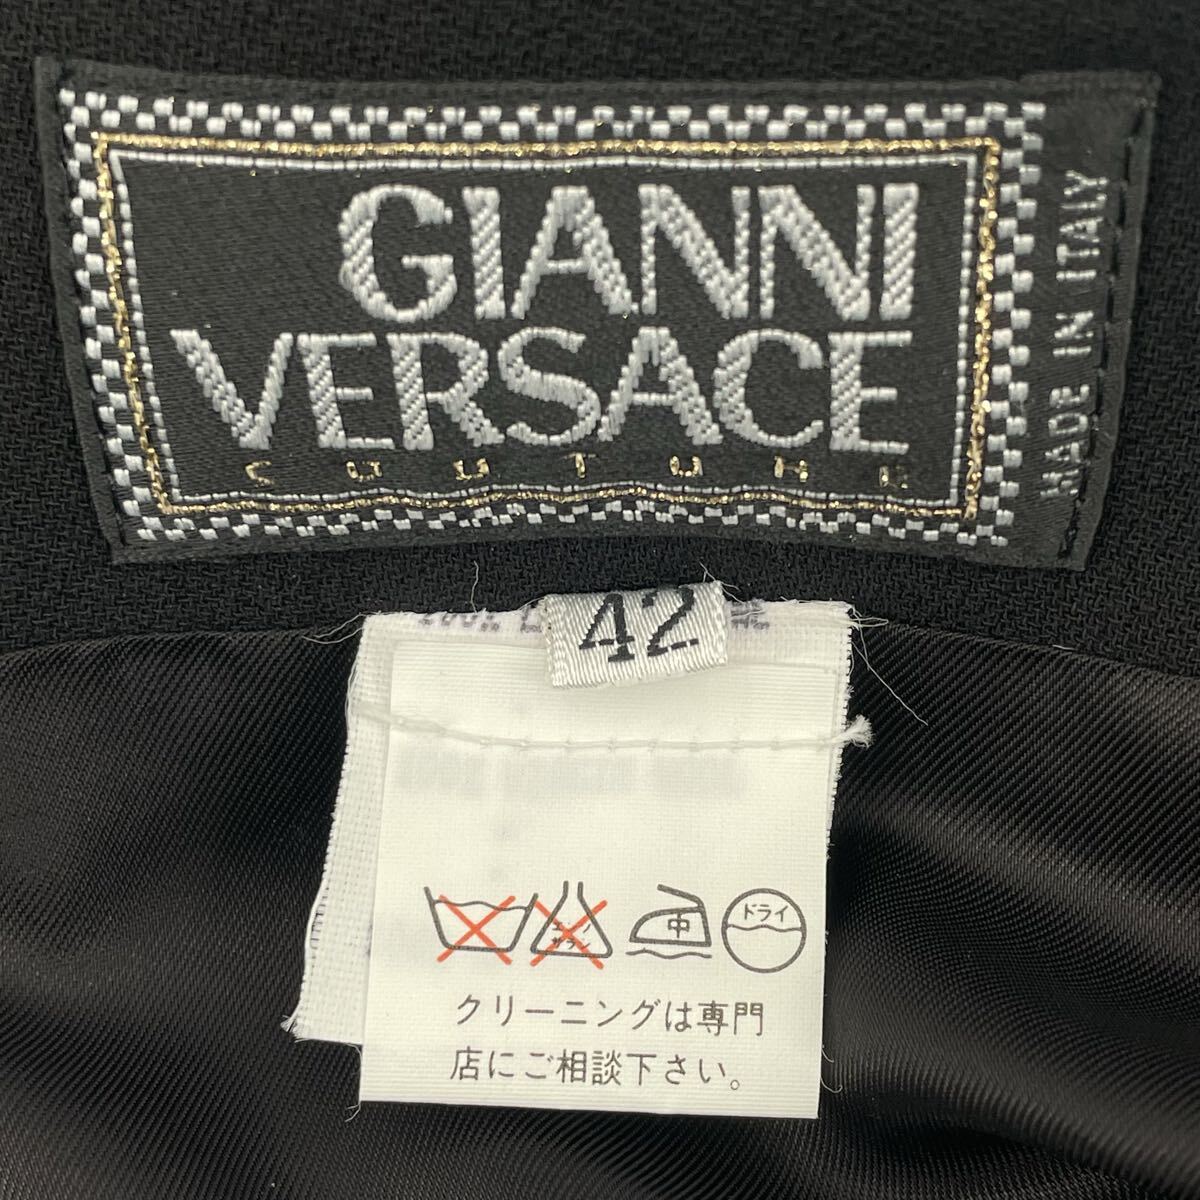 GIANNI
VERSACE
COUTURE
MADE IN ITALY
42
中
ドライ
クリーニングは専門
店にご相談下さい。